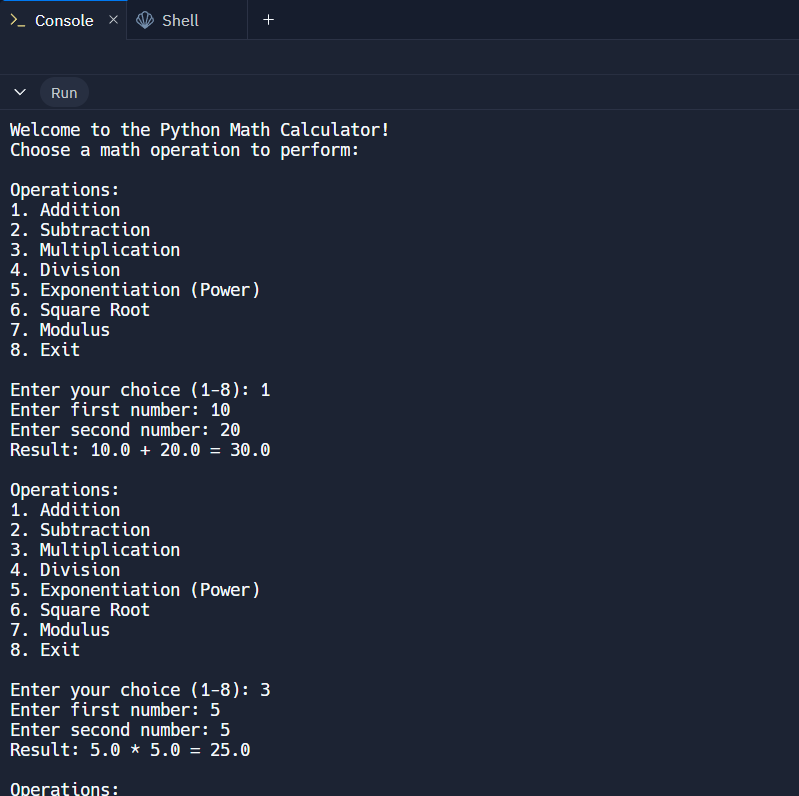 >_ Console × Shell +
Run
Welcome to the Python Math Calculator!
Choose a math operation to perform:
Operations:
1. Addition
2. Subtraction
3. Multiplication
4. Division
5. Exponentiation (Power)
6. Square Root
7. Modulus
8. Exit
Enter your choice (1-8): 1
Enter first number: 10
Enter second number: 20
Result: 10.0 + 20.0 = 30.0
Operations:
1. Addition
2. Subtraction
3. Multiplication
4. Division
5. Exponentiation (Power)
6. Square Root
7. Modulus
8. Exit
Enter your choice (1-8): 3
Enter first number: 5
Enter second number: 5
Result: 5.0 * 5.0 = 25.0
Operations: